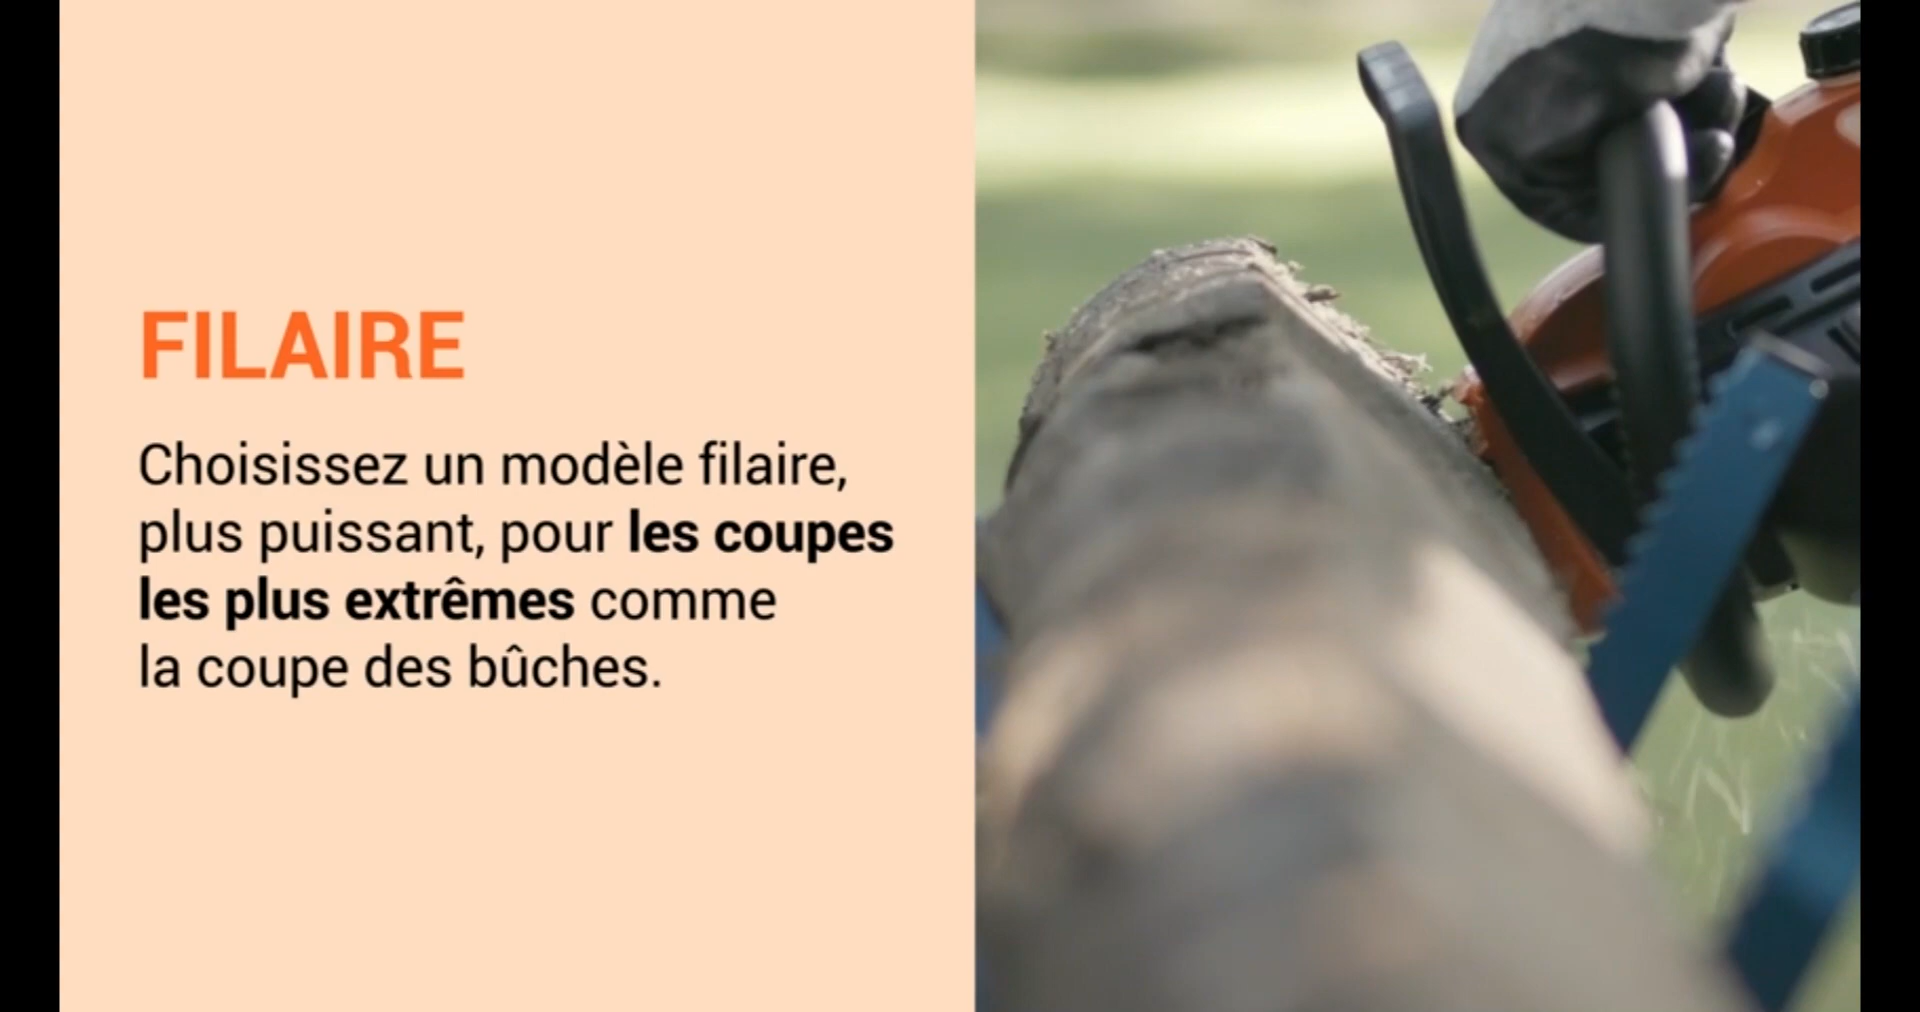 FILAIRE
Choisissez un modèle filaire,
plus puissant, pour les coupes
les plus extrêmes comme
la coupe des bûches.